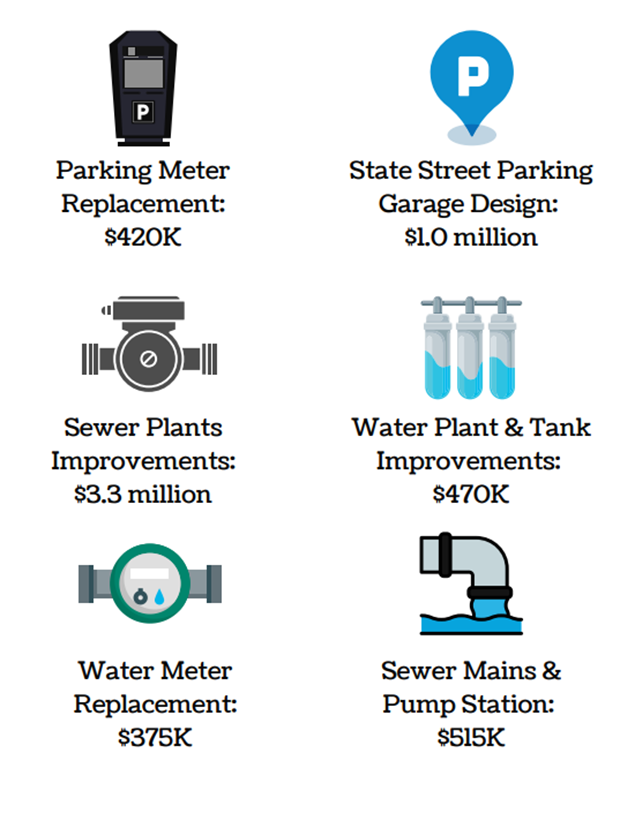 P
P
Parking Meter
Replacement:
$420K
State Street Parking
Garage Design:
$1.0 million
Sewer Plants
Improvements:
$3.3 million
Water Plant & Tank
Improvements:
$470K
Water Meter
Replacement:
$375K
Sewer Mains &
Pump Station:
$515K